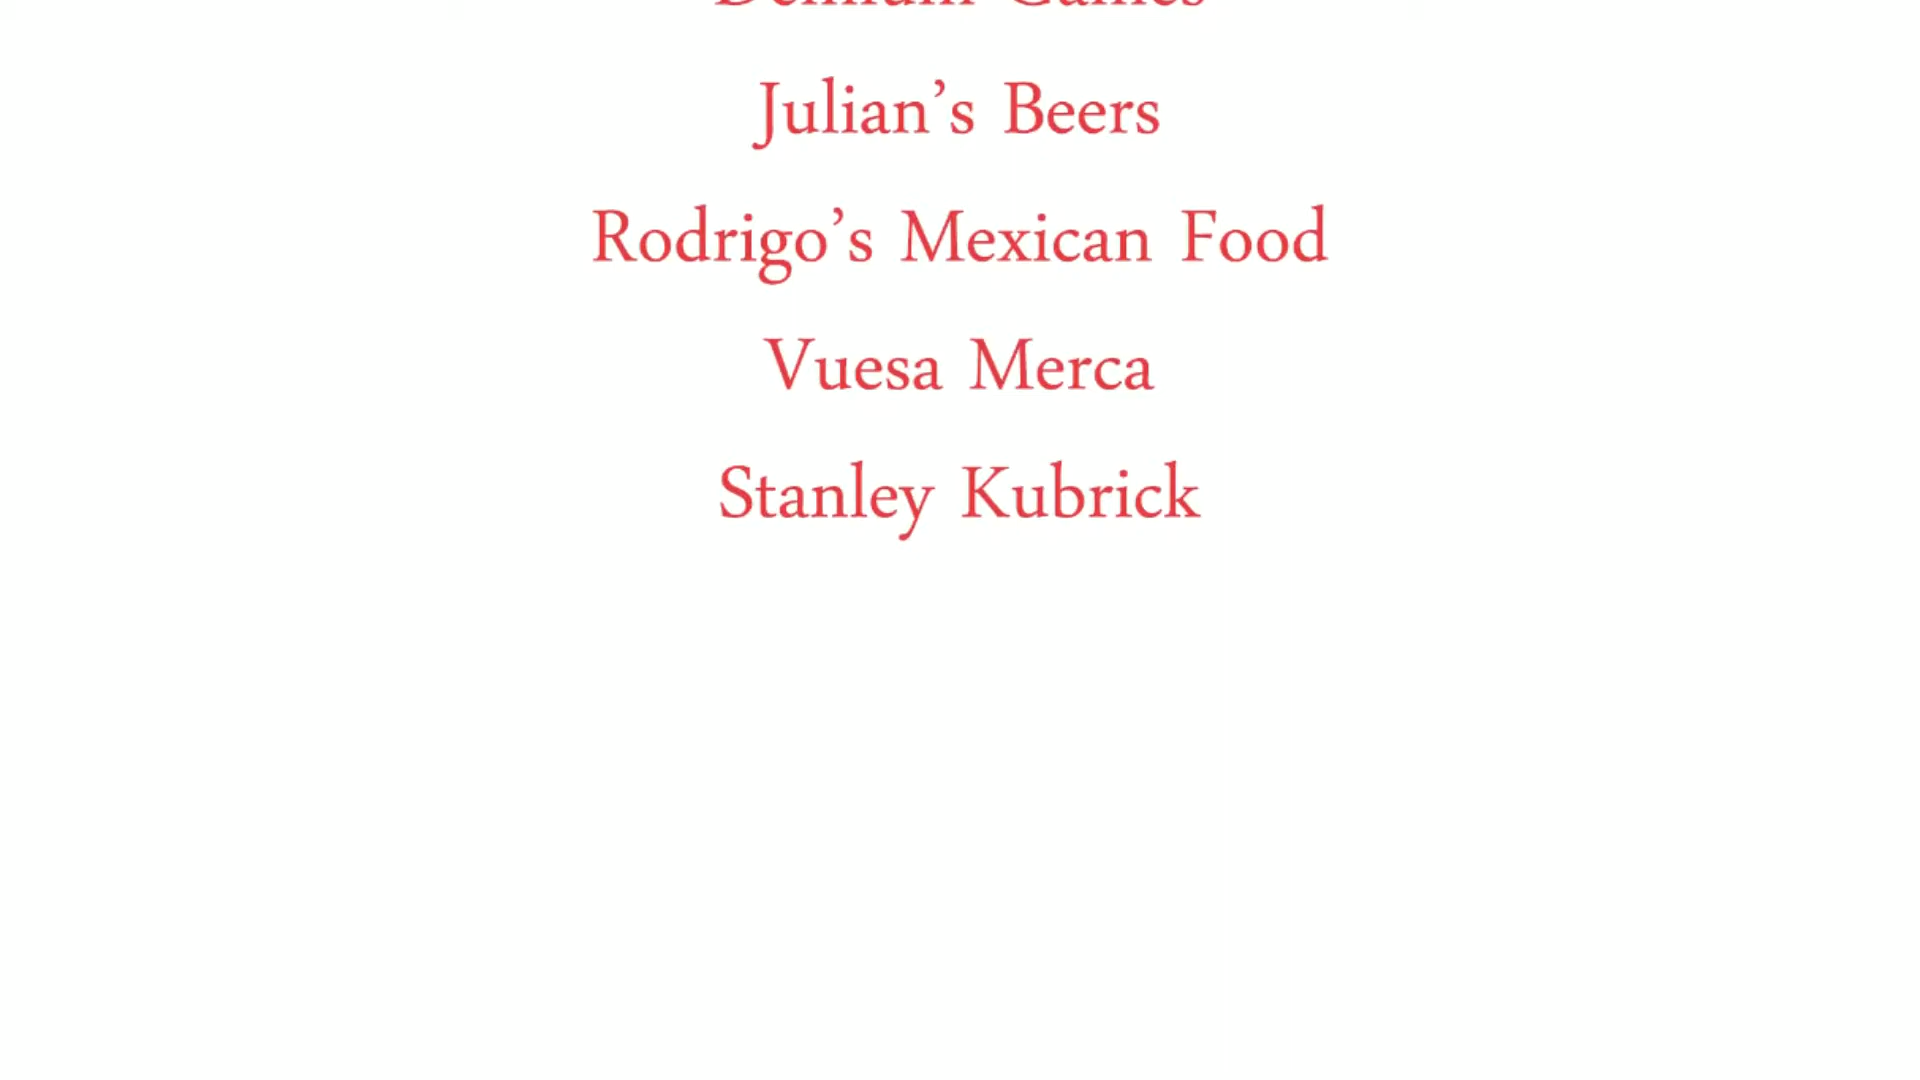 Julian’s Beers
Rodrigo’s Mexican Food
Vuesa Merca
Stanley Kubrick